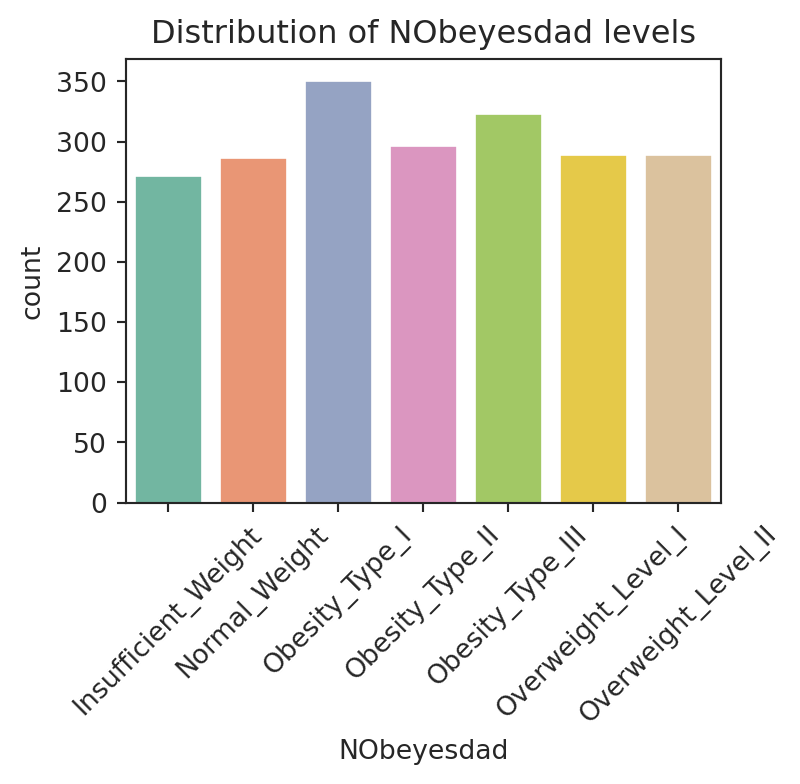 Distribution of NObeyesdad levels
350
300
250
200
150
100
50
0
count
Insufficient_Weight
Normal_Weight
Obesity_Type_I
Obesity_Type_II
Obesity_Type_III
Overweight_Level_I
Overweight_Level_II
NObeyesdad